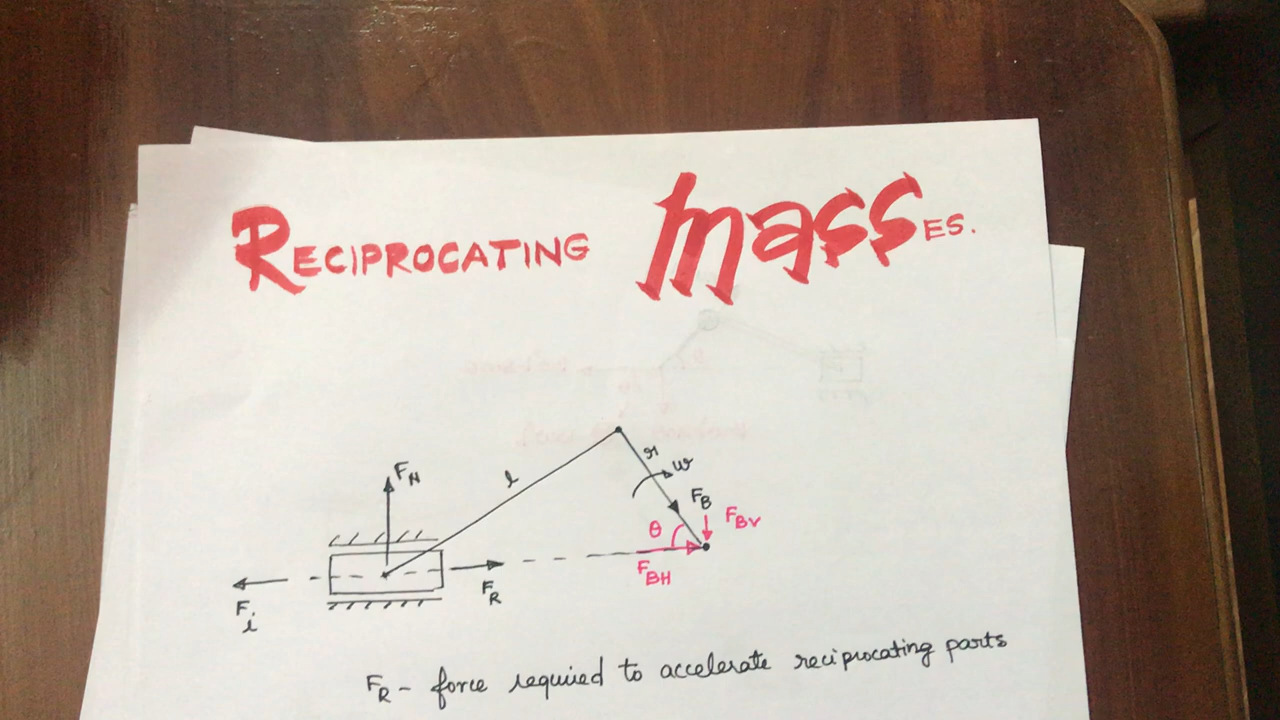 RECIPROCATING massES.
F_N
l
r
ω
F_B
F_BV
θ
F_BH
F_R
F_i
F_R - force required to accelerate reciprocating parts